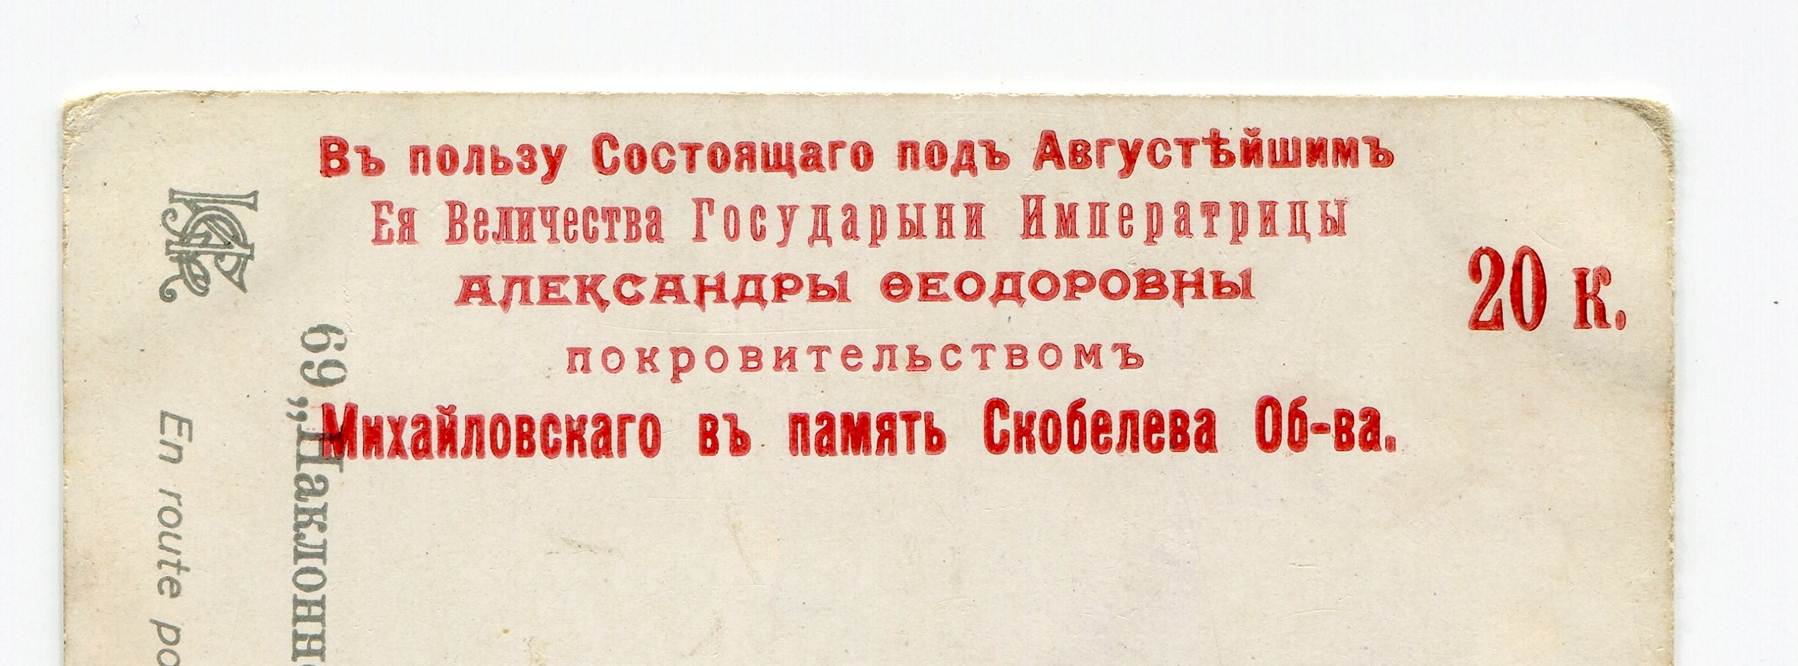 Въ пользу Состоящаго подъ Августѣйшимъ
Ея Величества Государыни Императрицы
АЛЕКСАНДРЫ ѲЕОДОРОВНЫ
20 к.
покровительствомъ
Михайловскаго въ память Скобелева Об-ва.
69
En route